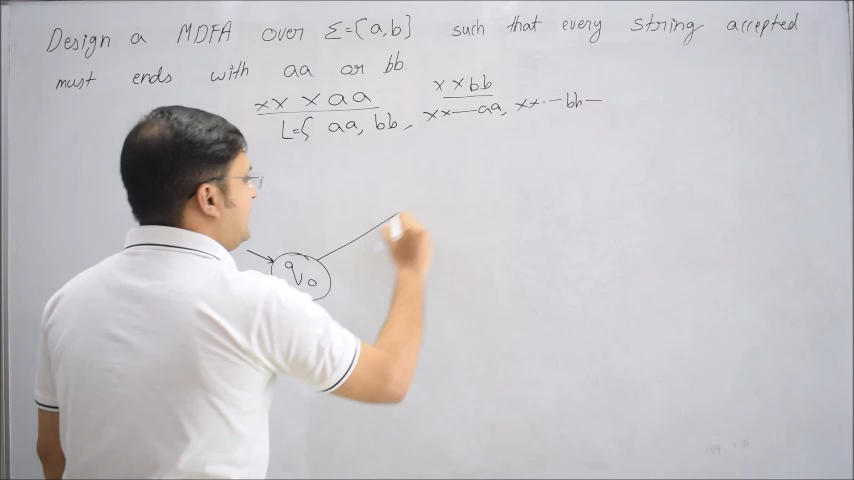 Design a MDFA over Σ={a,b} such that every string accepted
must ends with aa or bb.
xx x aa x x bb
L={ aa, bb, xx—aa, xx·—bb—
q0